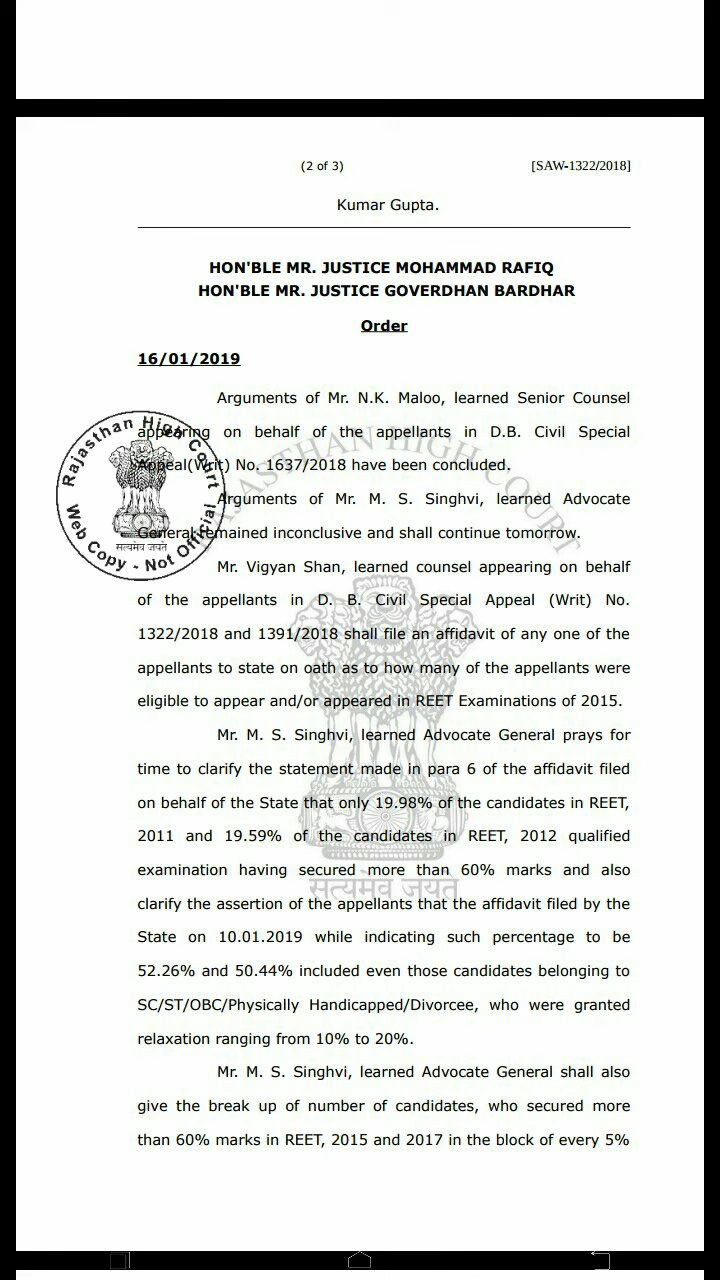 (2 of 3) [SAW-1322/2018]
Kumar Gupta.
HON'BLE MR. JUSTICE MOHAMMAD RAFIQ
HON'BLE MR. JUSTICE GOVERDHAN BARDHAR
Order
16/01/2019
Arguments of Mr. N.K. Maloo, learned Senior Counsel
appearing on behalf of the appellants in D.B. Civil Special
Appeal(Writ) No. 1637/2018 have been concluded.
Arguments of Mr. M. S. Singhvi, learned Advocate
General remained inconclusive and shall continue tomorrow.
Mr. Vigyan Shan, learned counsel appearing on behalf
of the appellants in D. B. Civil Special Appeal (Writ) No.
1322/2018 and 1391/2018 shall file an affidavit of any one of the
appellants to state on oath as to how many of the appellants were
eligible to appear and/or appeared in REET Examinations of 2015.
Mr. M. S. Singhvi, learned Advocate General prays for
time to clarify the statement made in para 6 of the affidavit filed
on behalf of the State that only 19.98% of the candidates in REET,
2011 and 19.59% of the candidates in REET, 2012 qualified
examination having secured more than 60% marks and also
clarify the assertion of the appellants that the affidavit filed by the
State on 10.01.2019 while indicating such percentage to be
52.26% and 50.44% included even those candidates belonging to
SC/ST/OBC/Physically Handicapped/Divorcee, who were granted
relaxation ranging from 10% to 20%.
Mr. M. S. Singhvi, learned Advocate General shall also
give the break up of number of candidates, who secured more
than 60% marks in REET, 2015 and 2017 in the block of every 5%
Rajasthan High Court
सत्यमेव जयते
Web Copy - Not Official
RAJASTHAN HIGH COURT
सत्यमेव जयते